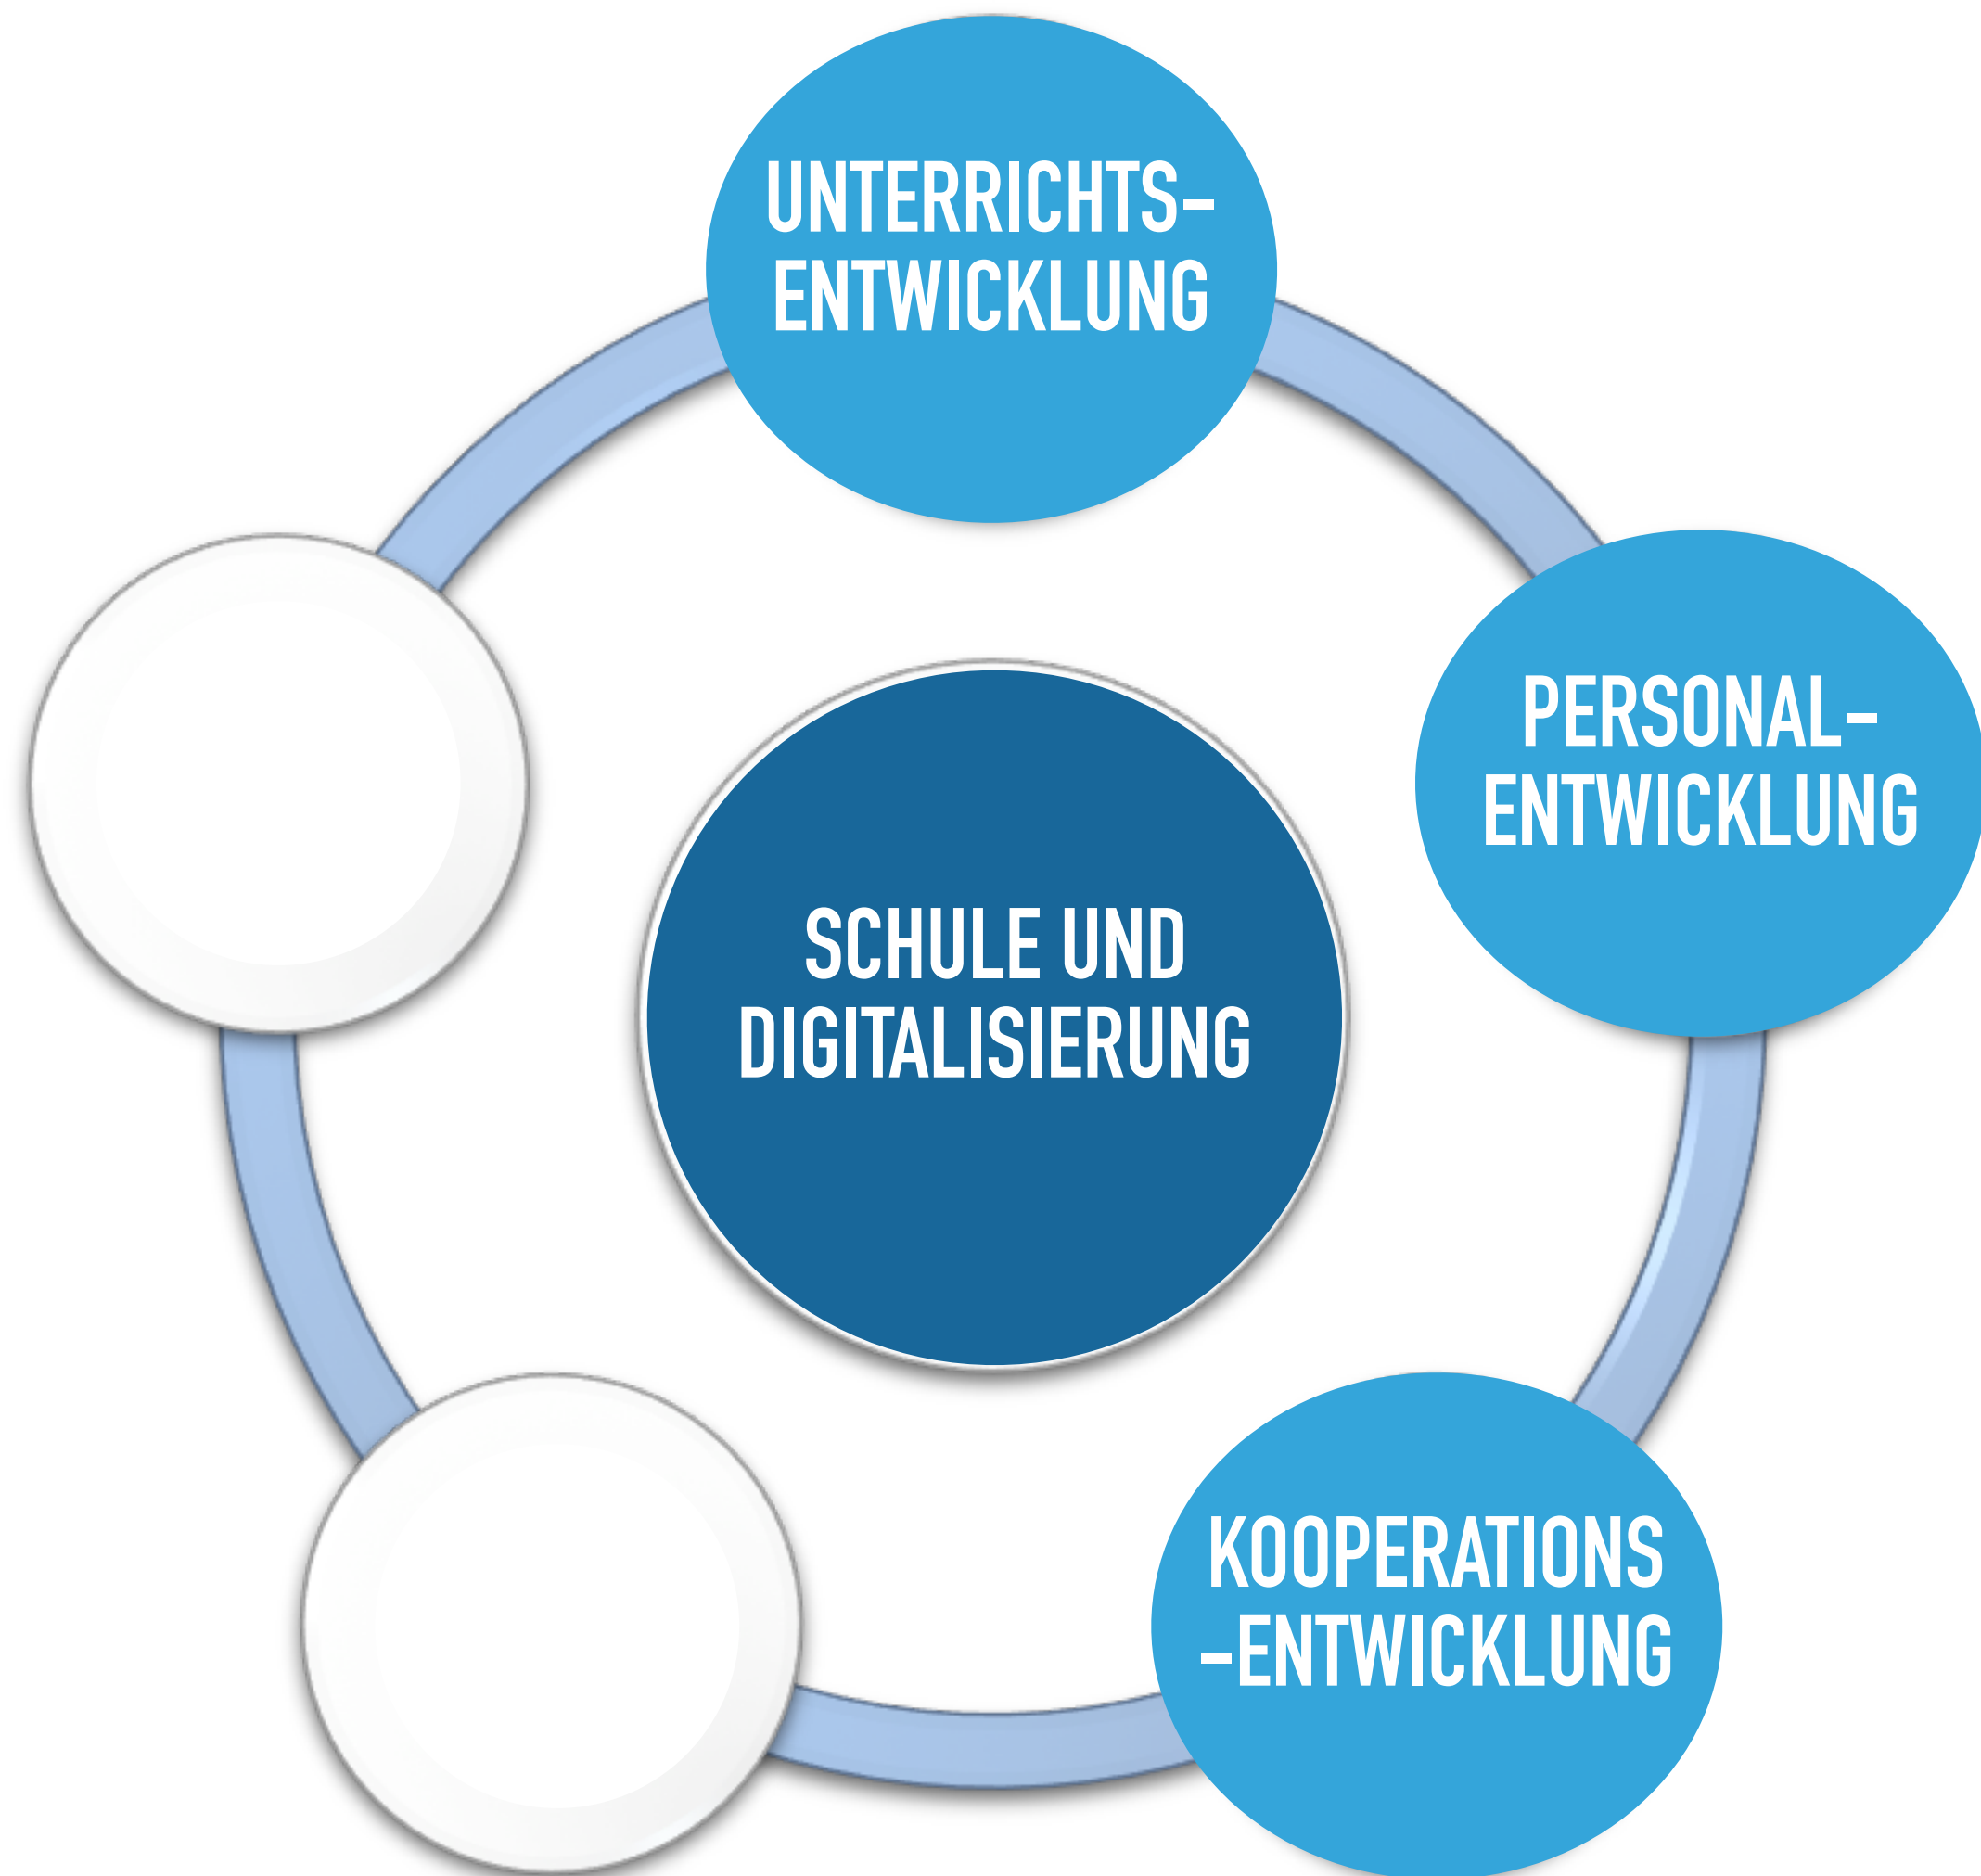 UNTERRICHTS-
ENTWICKLUNG
PERSONAL-
ENTWICKLUNG
SCHULE UND
DIGITALISIERUNG
KOOPERATIONS
-ENTWICKLUNG